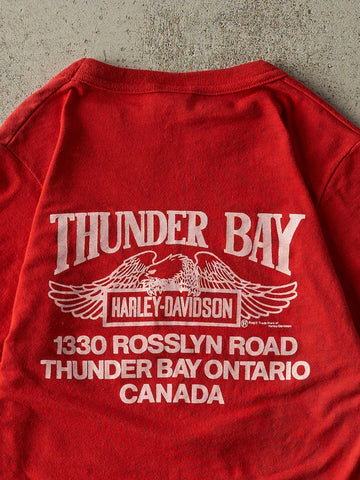 THUNDER BAY
HARLEY-DAVIDSON
1330 ROSSLYN ROAD
THUNDER BAY ONTARIO
CANADA